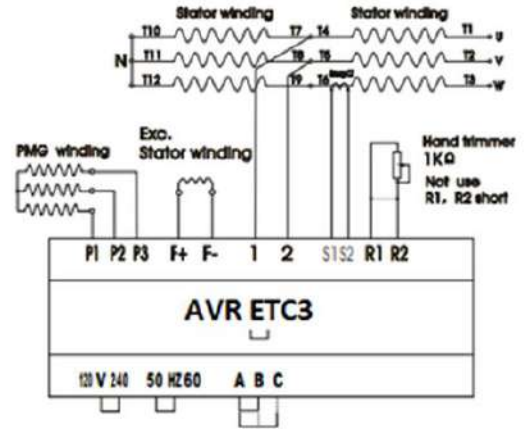 Stator winding Stator winding
T10 T7 T4 T1 U
N T11 T8 T5 T2 V
T12 T9 T6 T3 W
Exc.
Stator winding
PMG winding
Hand trimmer
1KΩ
Not use
R1, R2 short
P1 P2 P3 F+ F- 1 2 S1 S2 R1 R2
AVR ETC3
120 V 240 50 HZ 60 A B C